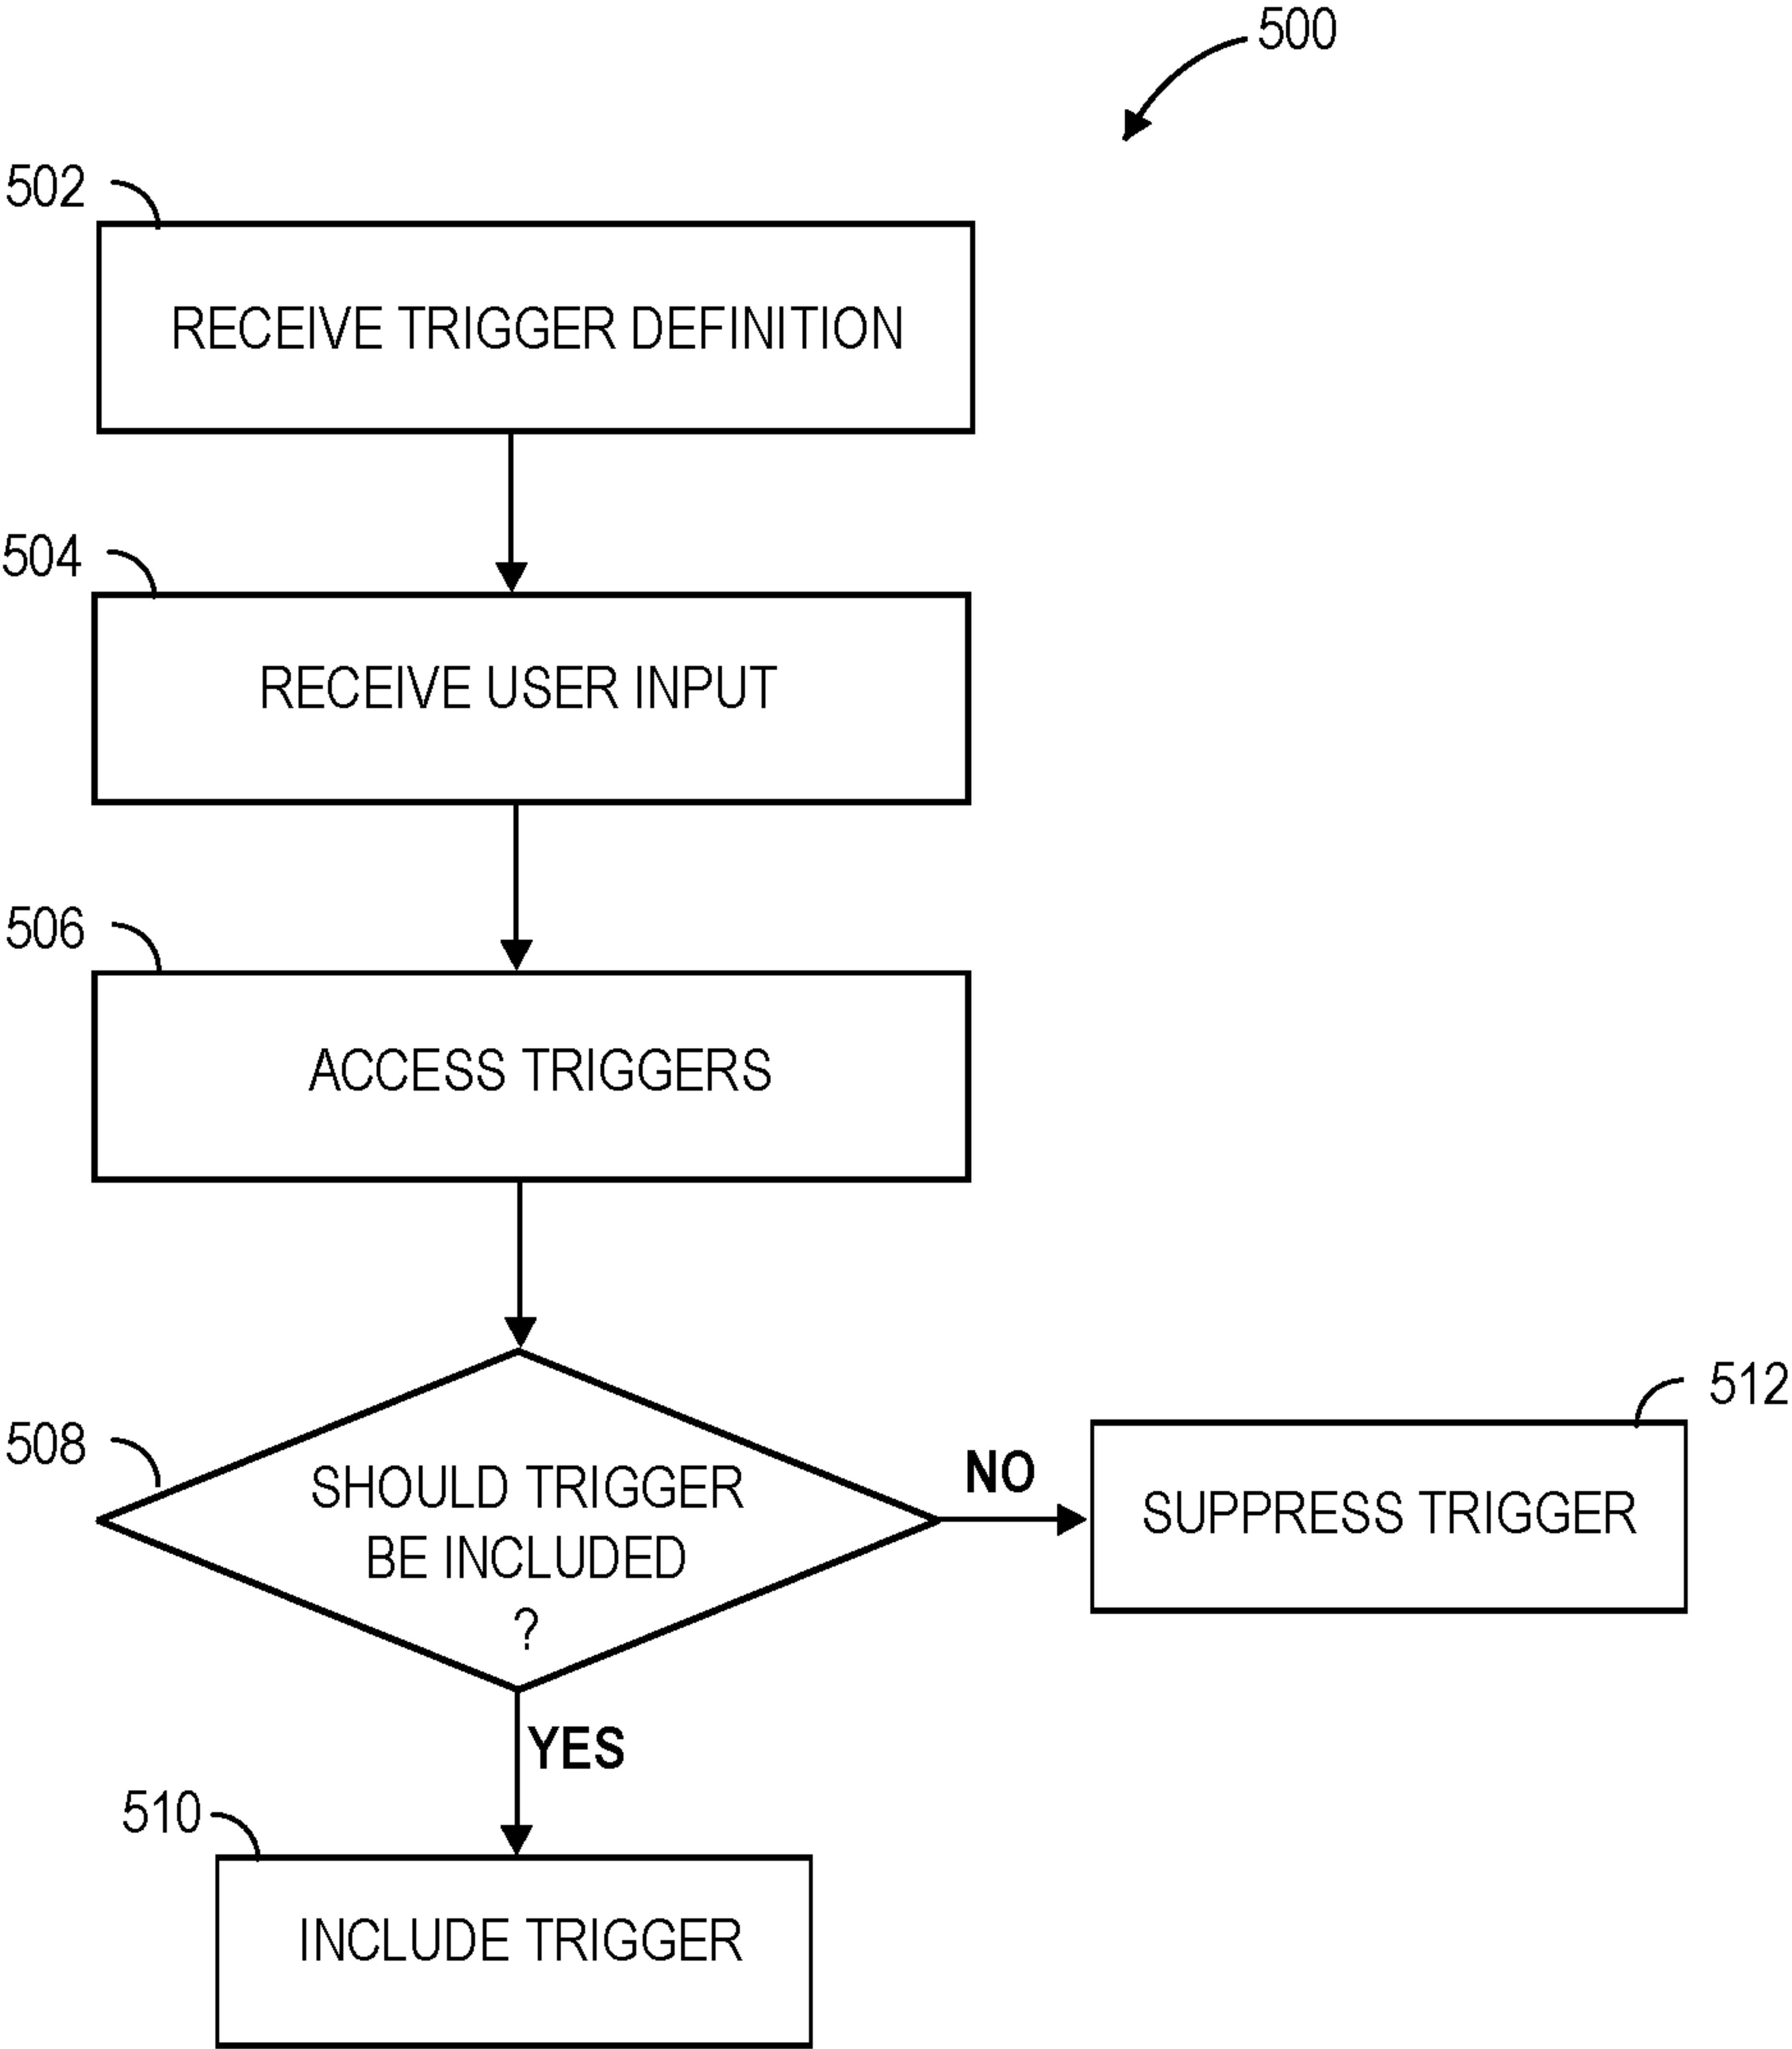 500
502
RECEIVE TRIGGER DEFINITION
504
RECEIVE USER INPUT
506
ACCESS TRIGGERS
508
SHOULD TRIGGER
BE INCLUDED
?
NO
512
SUPPRESS TRIGGER
YES
510
INCLUDE TRIGGER